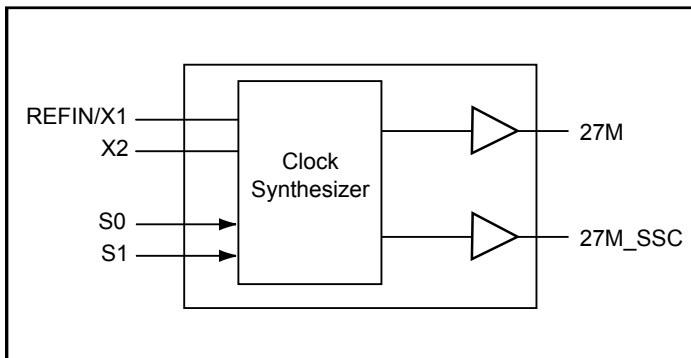 REFIN/X1
X2
S0
S1
Clock
Synthesizer
27M
27M_SSC